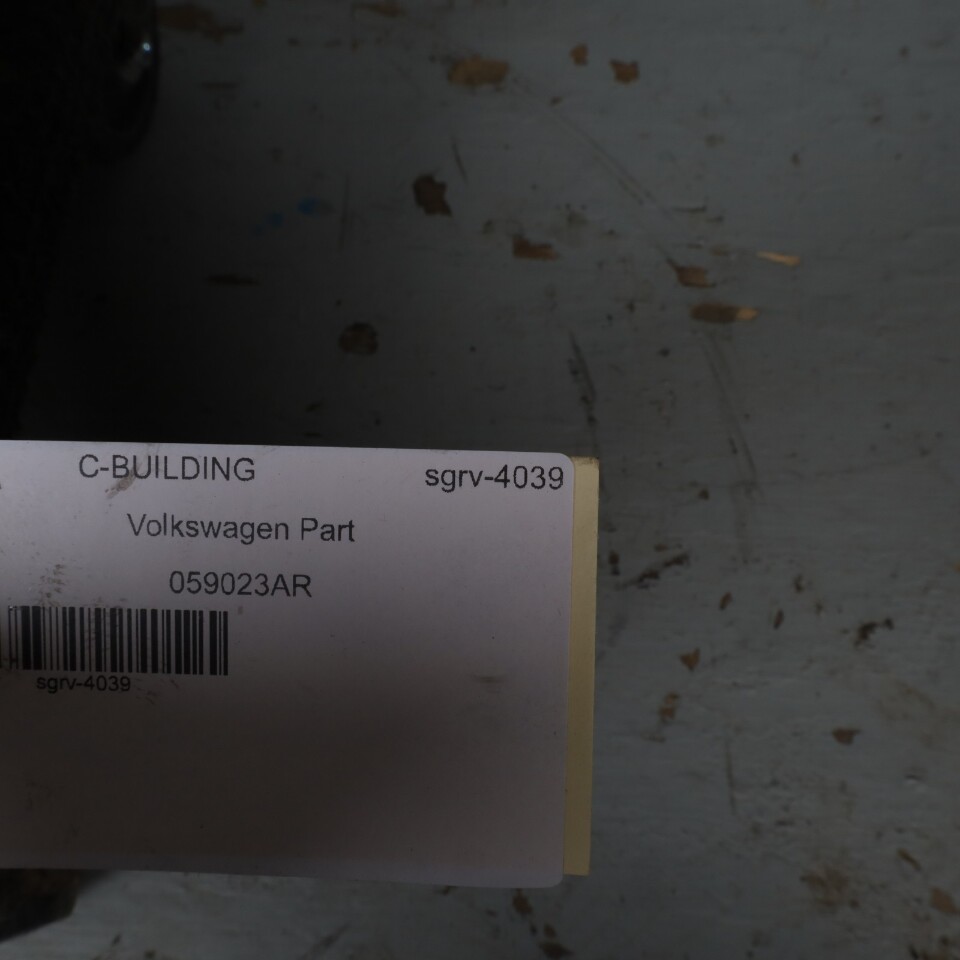 C-BUILDING sgrv-4039
Volkswagen Part
059023AR
sgrv-4039